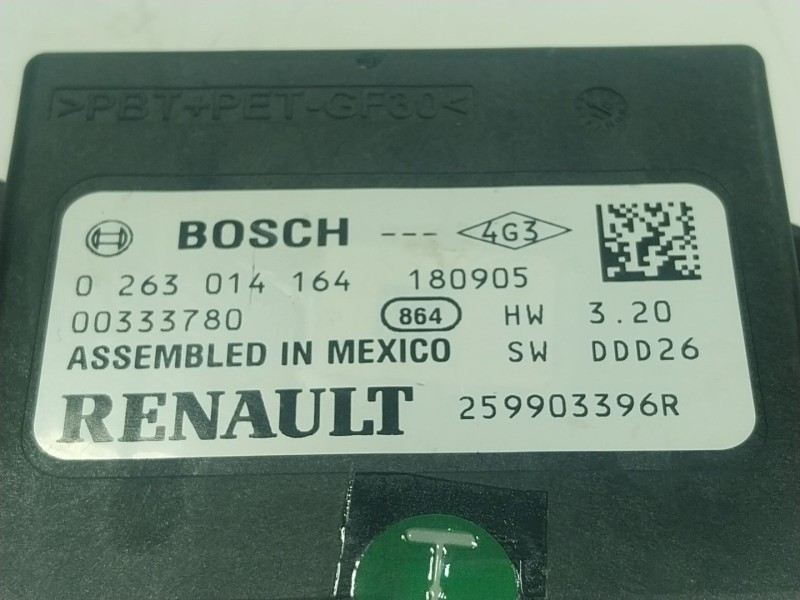 >PBT+PET-GF30<
BOSCH --- 4G3
0 263 014 164 180905
00333780 864 HW 3.20
ASSEMBLED IN MEXICO SW DDD26
RENAULT 259903396R